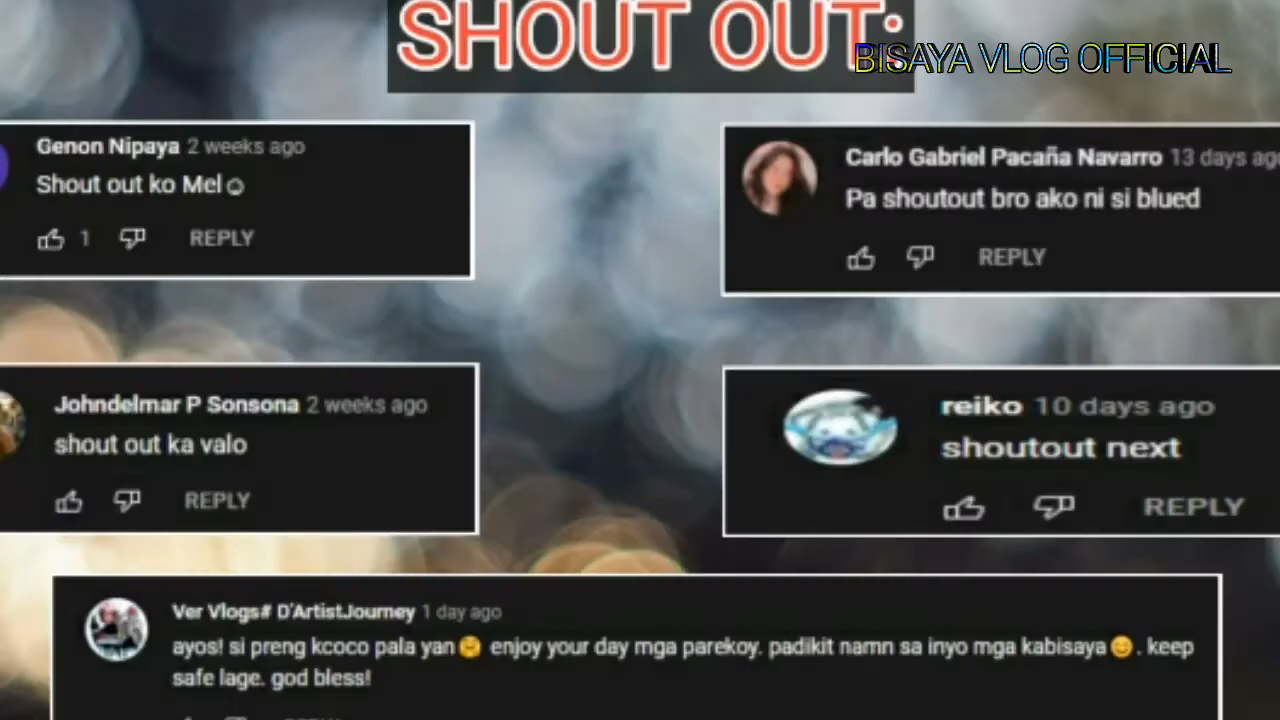 SHOUT OUT:
BISAYA VLOG OFFICIAL
Genon Nipaya 2 weeks ago
Shout out ko Mel☺
1 REPLY
Carlo Gabriel Pacaña Navarro 13 days ago
Pa shoutout bro ako ni si blued
REPLY
Johndelmar P Sonsona 2 weeks ago
shout out ka valo
REPLY
reiko 10 days ago
shoutout next
REPLY
Ver Vlogs# D'ArtistJourney 1 day ago
ayos! si preng kcoco pala yan🤗 enjoy your day mga parekoy. padikit namn sa inyo mga kabisaya😊. keep
safe lage. god bless!